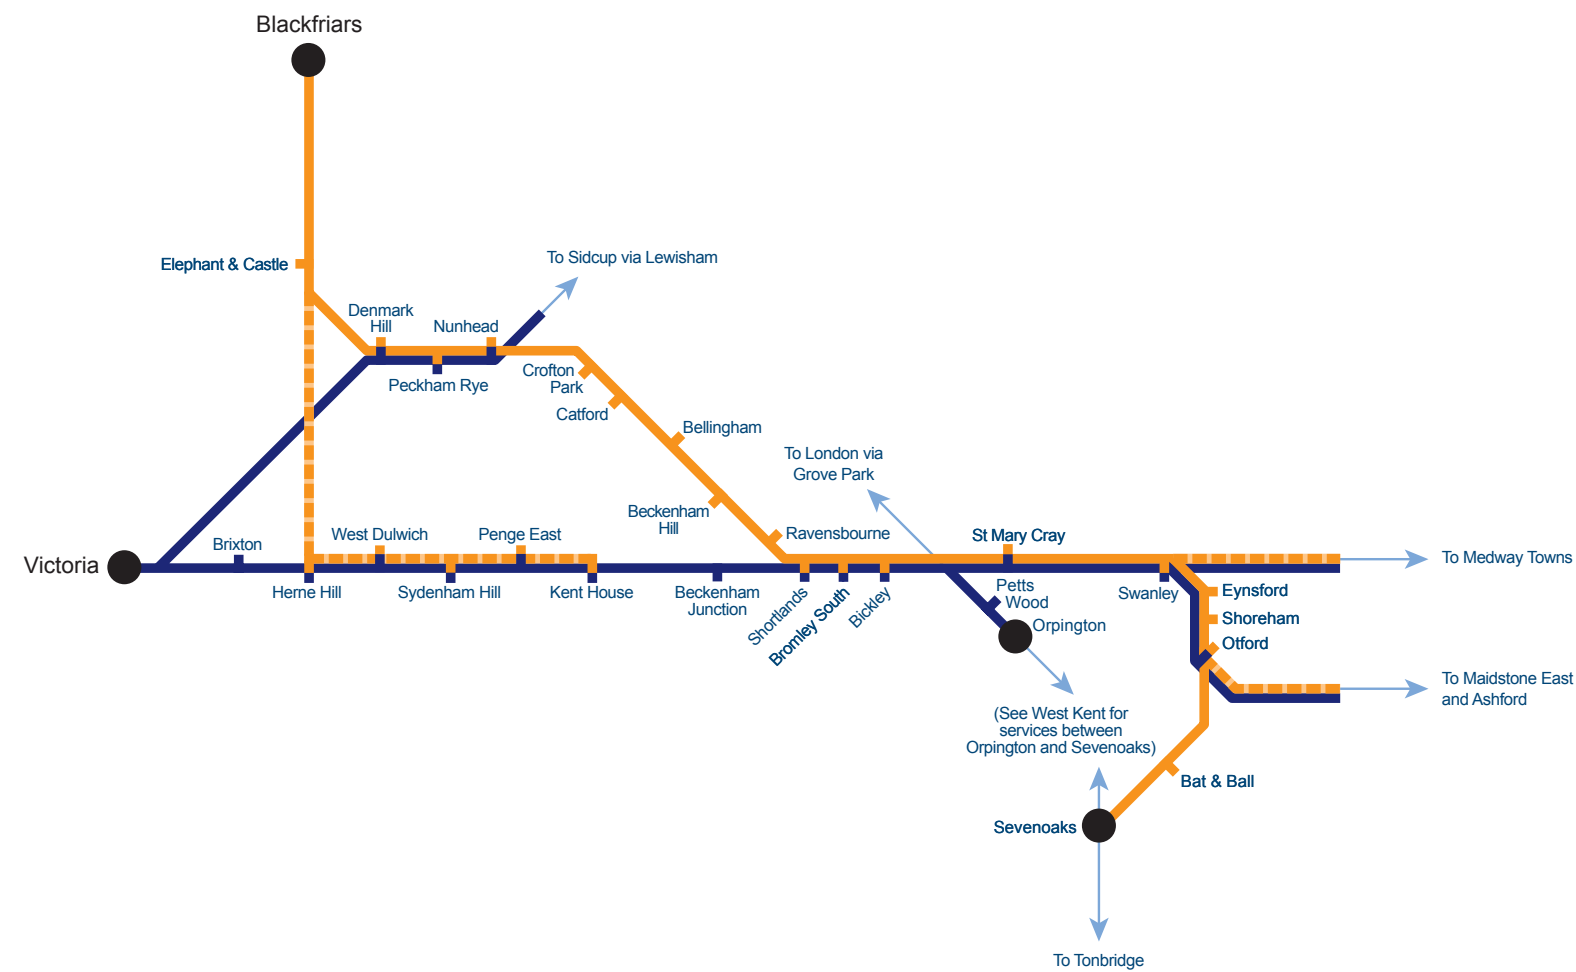 Blackfriars
To Sidcup via Lewisham
Elephant & Castle
Denmark
Hill
Nunhead
Peckham Rye
Crofton
Park
Catford
Bellingham
To London via
Grove Park
Beckenham
Hill
Ravensbourne
St Mary Cray
Victoria
Brixton
West Dulwich
Penge East
To Medway Towns
Herne Hill
Sydenham Hill
Kent House
Beckenham
Junction
Shortlands
Bromley South
Bickley
Petts
Wood
Orpington
Swanley
Eynsford
Shoreham
Otford
To Maidstone East
and Ashford
(See West Kent for
services between
Orpington and Sevenoaks)
Bat & Ball
Sevenoaks
To Tonbridge